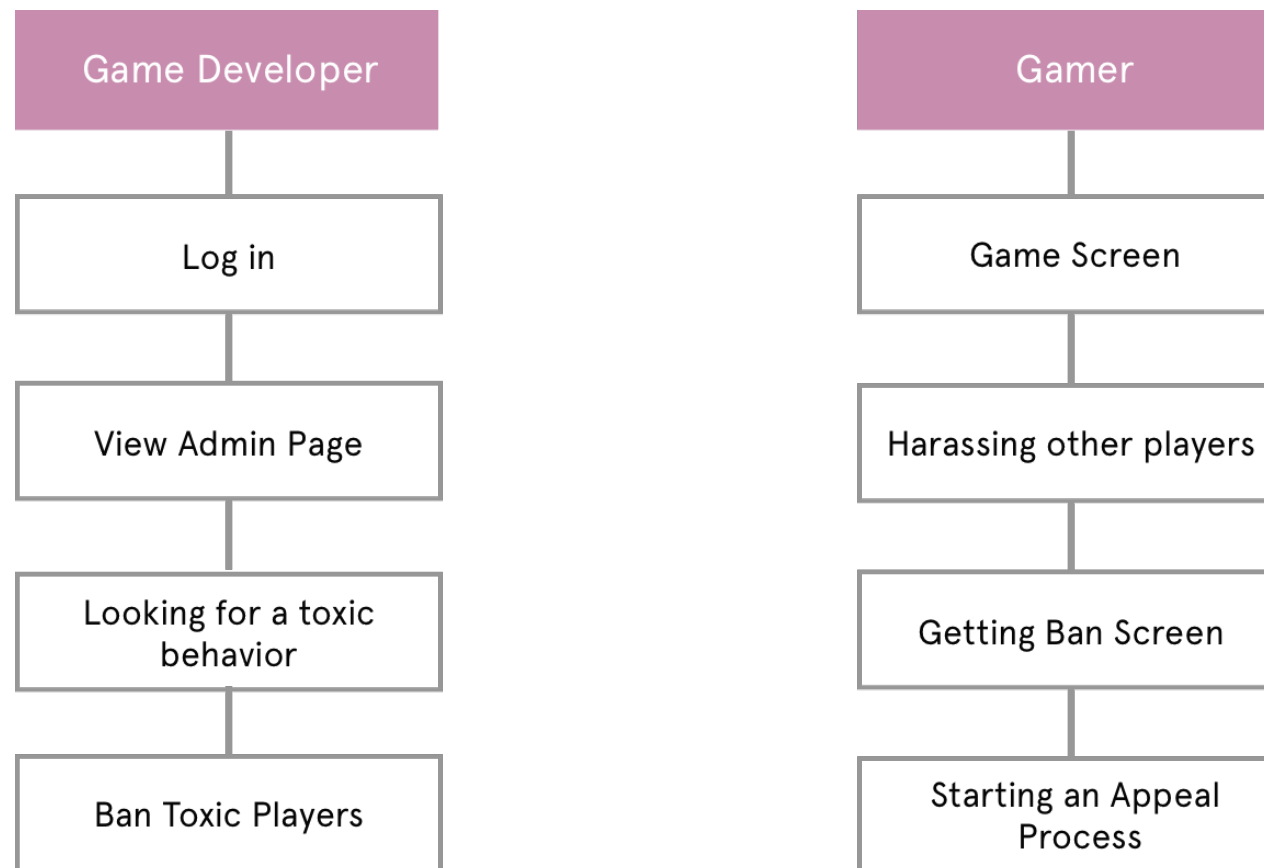 Game Developer
Log in
View Admin Page
Looking for a toxic
behavior
Ban Toxic Players
Gamer
Game Screen
Harassing other players
Getting Ban Screen
Starting an Appeal
Process